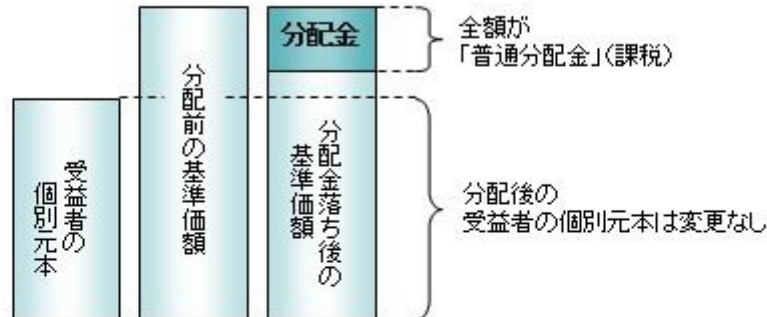 受益者の
個別元本
分配前の基準価額
分配金
分配金落ち後の
基準価額
全額が
「普通分配金」(課税)
分配後の
受益者の個別元本は変更なし